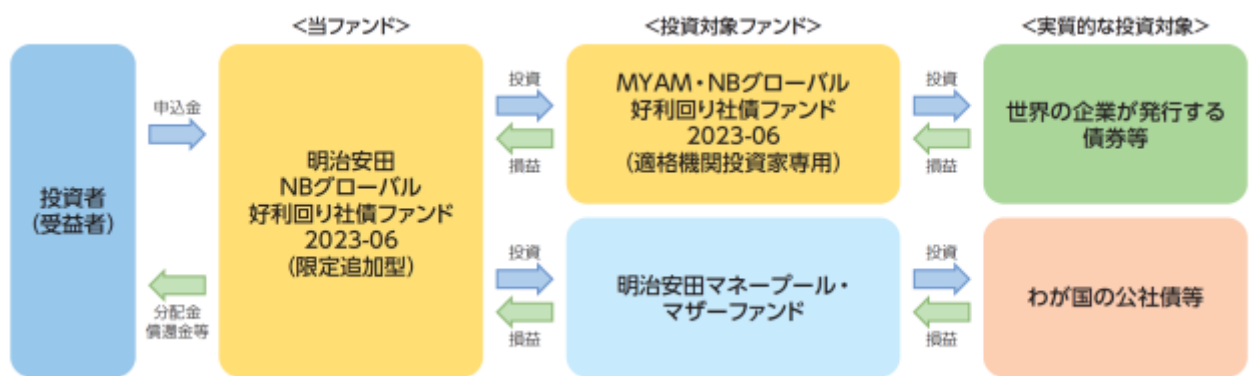 <当ファンド>
<投資対象ファンド>
<実質的な投資対象>
投資者
(受益者)
申込金
分配金
償還金等
明治安田
NBグローバル
好利回り社債ファンド
2023-06
(限定追加型)
投資
損益
MYAM・NBグローバル
好利回り社債ファンド
2023-06
(適格機関投資家専用)
投資
損益
世界の企業が発行する
債券等
投資
損益
明治安田マネープール・
マザーファンド
投資
損益
わが国の公社債等